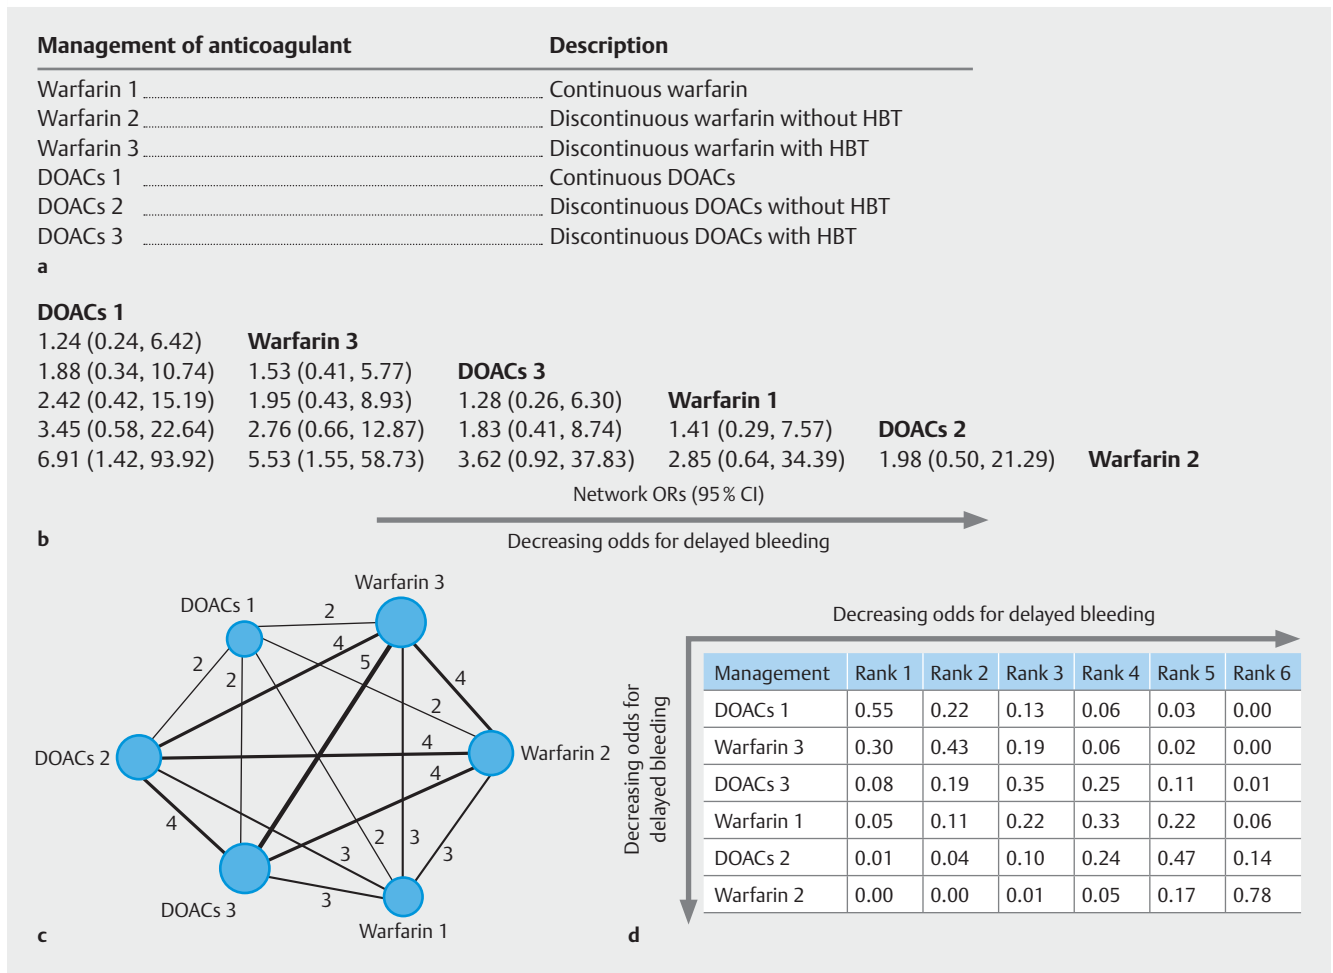 Management of anticoagulant Description
Warfarin 1 Continuous warfarin
Warfarin 2 Discontinuous warfarin without HBT
Warfarin 3 Discontinuous warfarin with HBT
DOACs 1 Continuous DOACs
DOACs 2 Discontinuous DOACs without HBT
DOACs 3 Discontinuous DOACs with HBT
a
DOACs 1
1.24 (0.24, 6.42) Warfarin 3
1.88 (0.34, 10.74) 1.53 (0.41, 5.77) DOACs 3
2.42 (0.42, 15.19) 1.95 (0.43, 8.93) 1.28 (0.26, 6.30) Warfarin 1
3.45 (0.58, 22.64) 2.76 (0.66, 12.87) 1.83 (0.41, 8.74) 1.41 (0.29, 7.57) DOACs 2
6.91 (1.42, 93.92) 5.53 (1.55, 58.73) 3.62 (0.92, 37.83) 2.85 (0.64, 34.39) 1.98 (0.50, 21.29) Warfarin 2
Network ORs (95 % CI)
Decreasing odds for delayed bleeding
b
Warfarin 3
DOACs 1
2
4
5
2
2
4
2
DOACs 2
4
Warfarin 2
4
4
2
3
3
3
3
DOACs 3
Warfarin 1
c
Decreasing odds for delayed bleeding
Decreasing odds for
delayed bleeding
Management Rank 1 Rank 2 Rank 3 Rank 4 Rank 5 Rank 6
DOACs 1 0.55 0.22 0.13 0.06 0.03 0.00
Warfarin 3 0.30 0.43 0.19 0.06 0.02 0.00
DOACs 3 0.08 0.19 0.35 0.25 0.11 0.01
Warfarin 1 0.05 0.11 0.22 0.33 0.22 0.06
DOACs 2 0.01 0.04 0.10 0.24 0.47 0.14
Warfarin 2 0.00 0.00 0.01 0.05 0.17 0.78
d